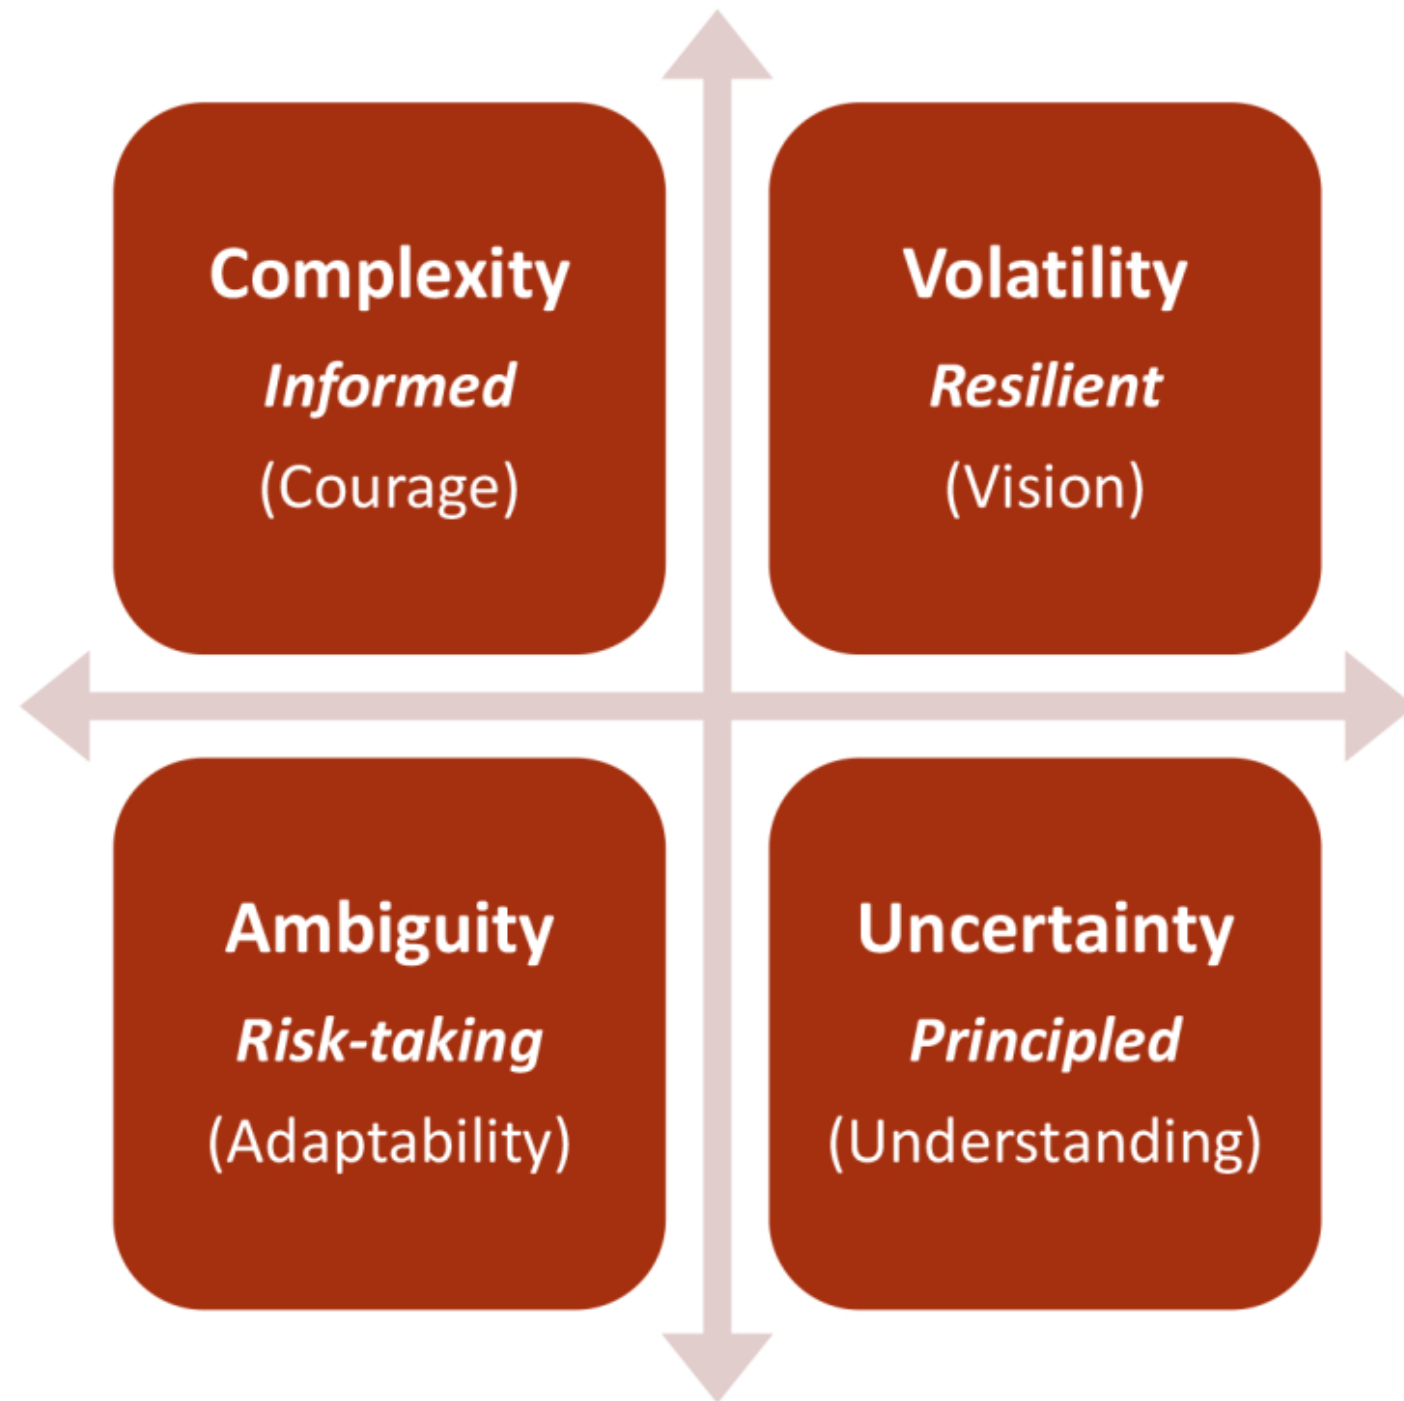 Complexity
Informed
(Courage)
Volatility
Resilient
(Vision)
Ambiguity
Risk-taking
(Adaptability)
Uncertainty
Principled
(Understanding)